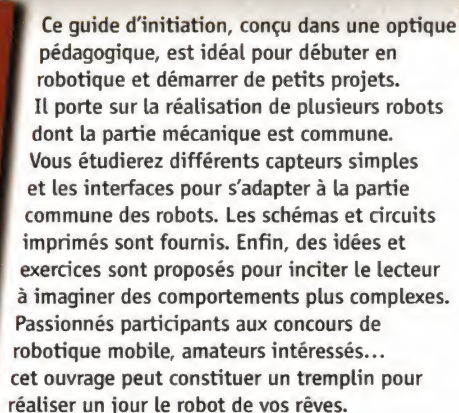 Ce guide d'initiation, conçu dans une optique
pédagogique, est idéal pour débuter en
robotique et démarrer de petits projets.
Il porte sur la réalisation de plusieurs robots
dont la partie mécanique est commune.
Vous étudierez différents capteurs simples
et les interfaces pour s'adapter à la partie
commune des robots. Les schémas et circuits
imprimés sont fournis. Enfin, des idées et
exercices sont proposés pour inciter le lecteur
à imaginer des comportements plus complexes.
Passionnés participants aux concours de
robotique mobile, amateurs intéressés...
cet ouvrage peut constituer un tremplin pour
réaliser un jour le robot de vos rêves.